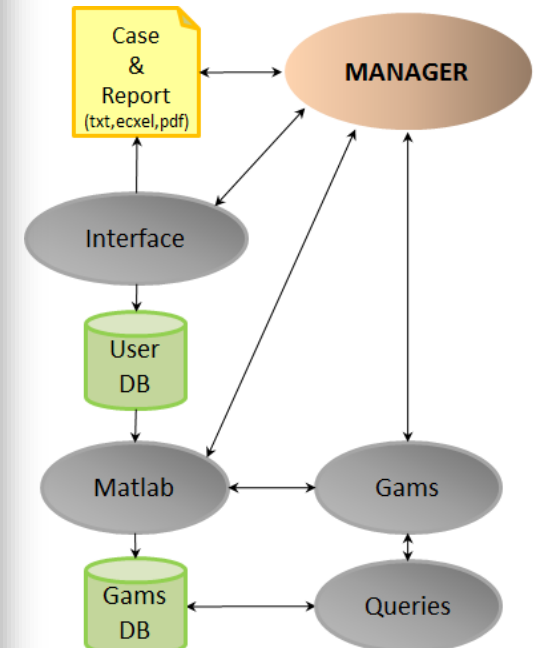 Case
&
Report
(txt,ecxel,pdf)
MANAGER
Interface
User
DB
Matlab
Gams
Gams
DB
Queries